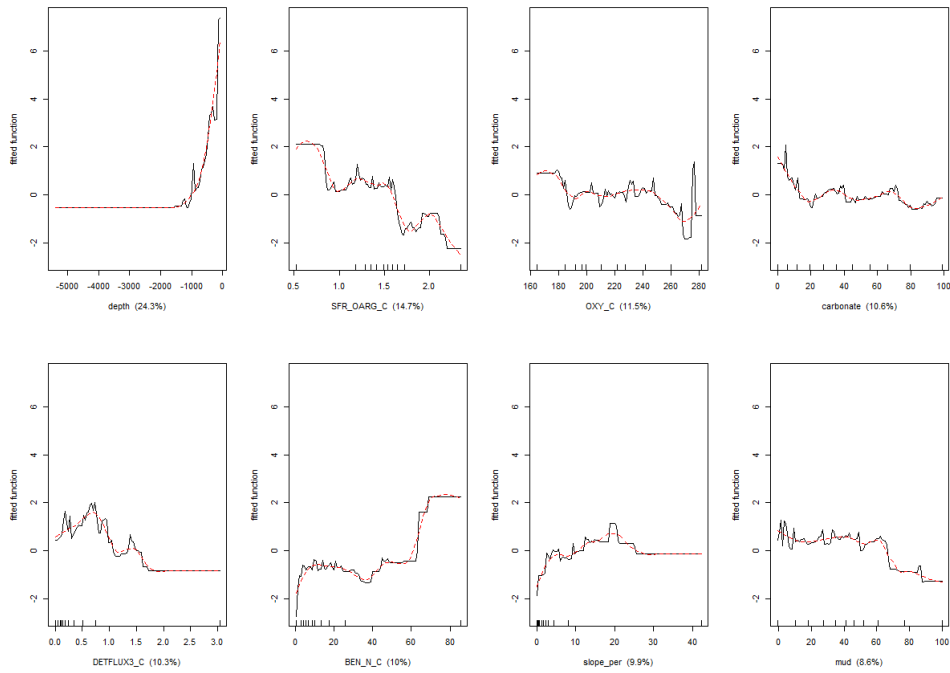 fitted function
-2 0 2 4 6
-5000 -4000 -3000 -2000 -1000 0
depth (24.3%)
fitted function
-2 0 2 4 6
0.5 1.0 1.5 2.0
SFR_OARG_C (14.7%)
fitted function
-2 0 2 4 6
160 180 200 220 240 260 280
OXY_C (11.5%)
fitted function
-2 0 2 4 6
0 20 40 60 80 100
carbonate (10.6%)
fitted function
-2 0 2 4 6
0.0 0.5 1.0 1.5 2.0 2.5 3.0
DETFLUX3_C (10.3%)
fitted function
-2 0 2 4 6
0 20 40 60 80
BEN_N_C (10%)
fitted function
-2 0 2 4 6
0 10 20 30 40
slope_per (9.9%)
fitted function
-2 0 2 4 6
0 20 40 60 80 100
mud (8.6%)